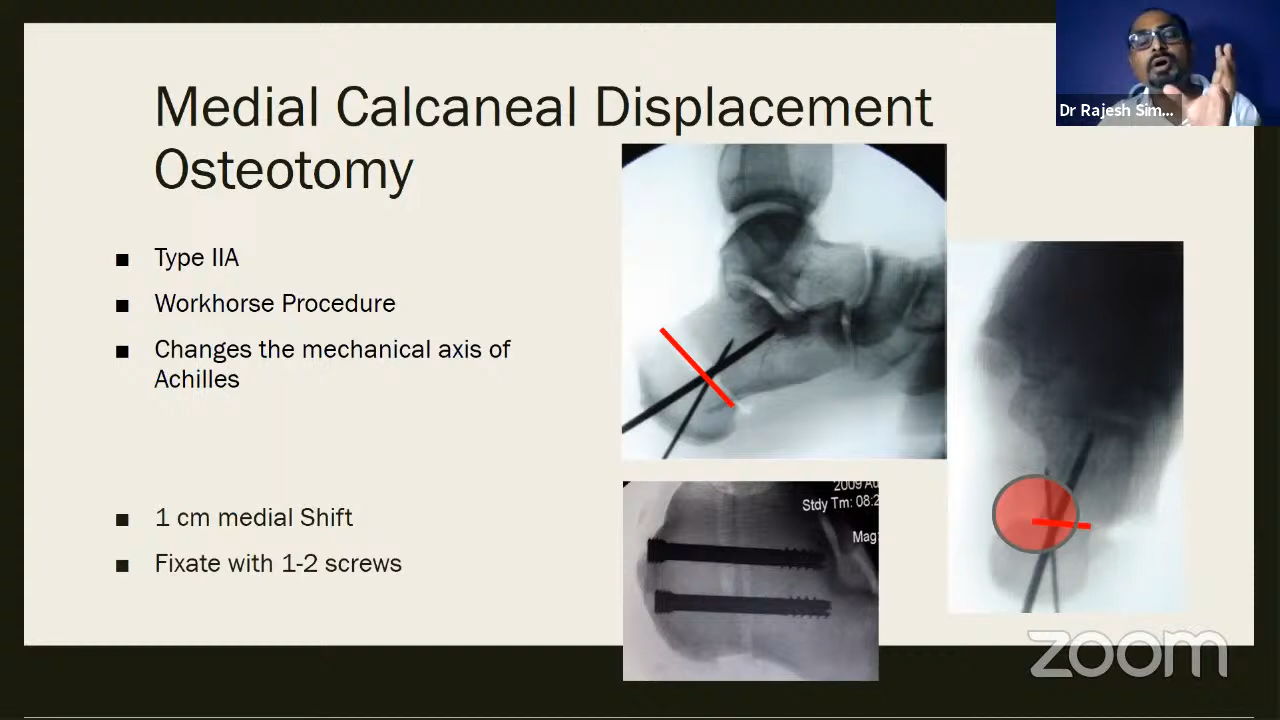 Medial Calcaneal Displacement
Osteotomy
Dr Rajesh Sim...
■ Type IIA
■ Workhorse Procedure
■ Changes the mechanical axis of
Achilles
■ 1 cm medial Shift
■ Fixate with 1-2 screws
2009
Stdy Tm: 08:2
Mag:
zoom